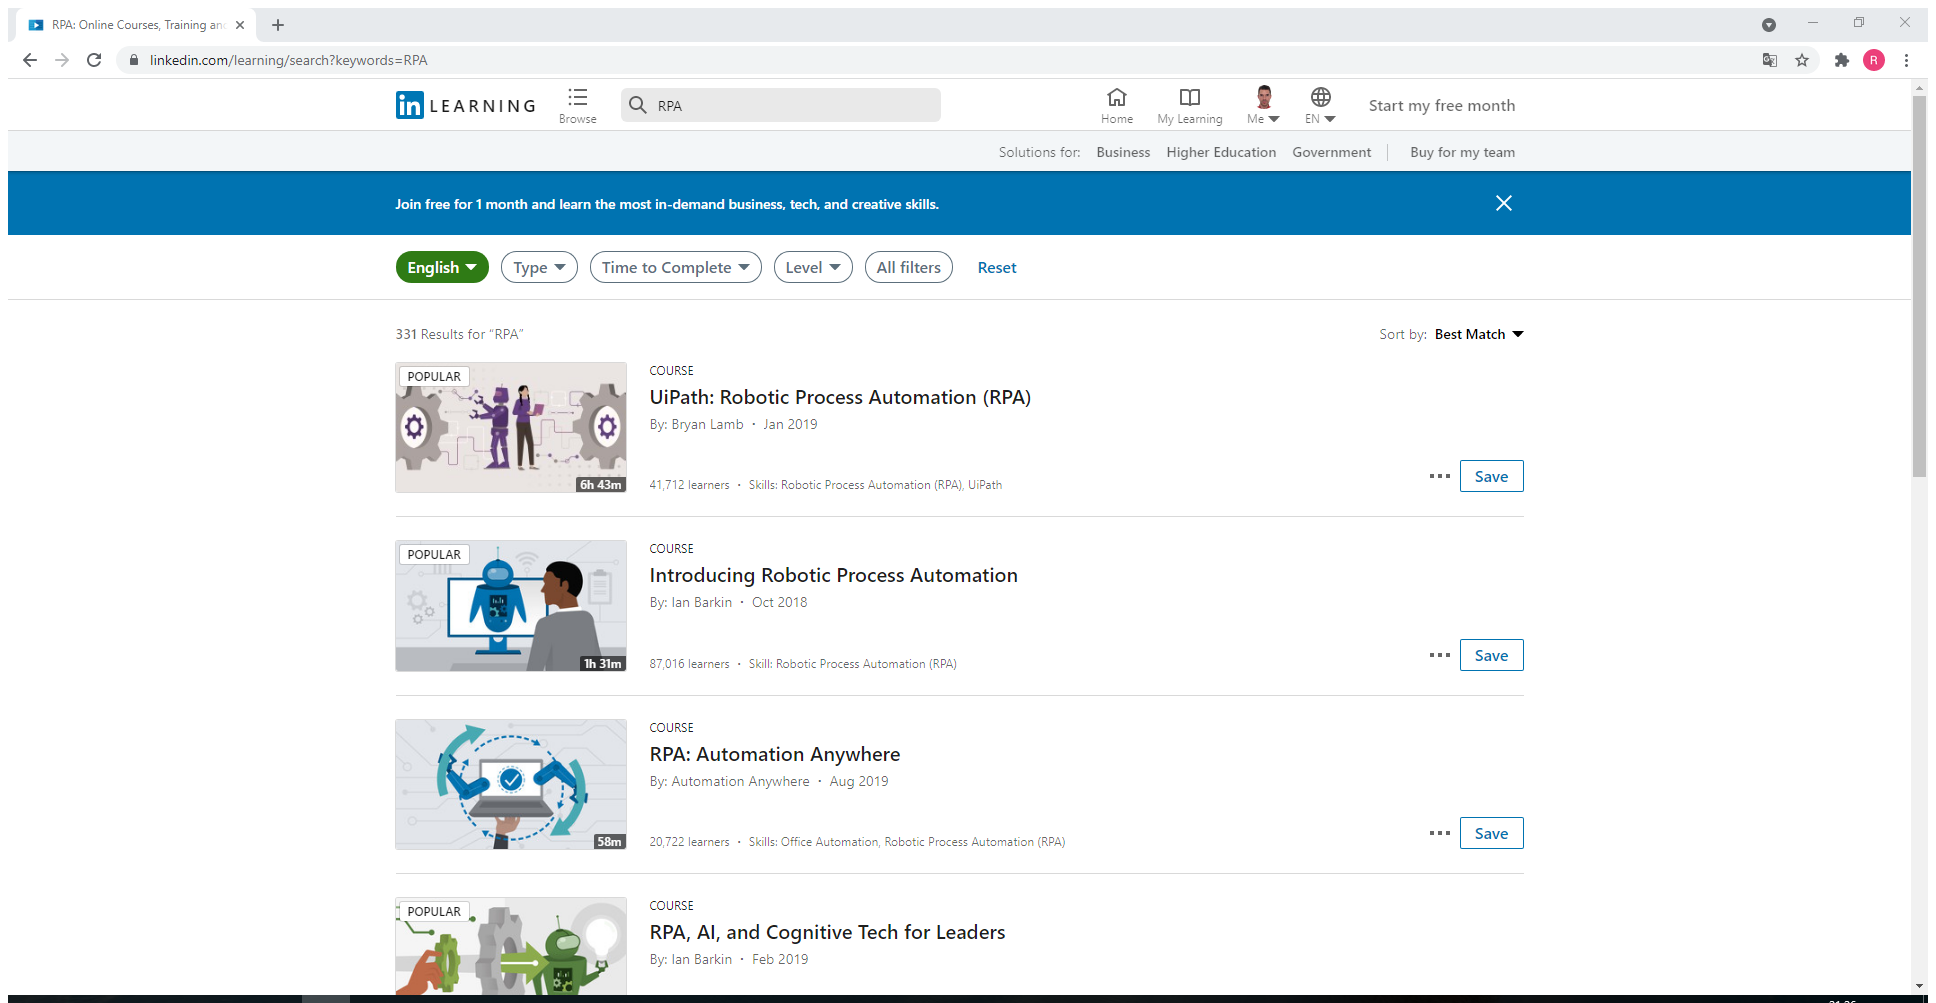 RPA: Online Courses, Training and
linkedin.com/learning/search?keywords=RPA
R
in LEARNING
Browse
RPA
Home
My Learning
Me
EN
Start my free month
Solutions for:
Business
Higher Education
Government
Buy for my team
Join free for 1 month and learn the most in-demand business, tech, and creative skills.
English
Type
Time to Complete
Level
All filters
Reset
331 Results for “RPA”
Sort by: Best Match
POPULAR
6h 43m
COURSE
UiPath: Robotic Process Automation (RPA)
By: Bryan Lamb · Jan 2019
41,712 learners · Skills: Robotic Process Automation (RPA), UiPath
Save
POPULAR
1h 31m
COURSE
Introducing Robotic Process Automation
By: Ian Barkin · Oct 2018
87,016 learners · Skill: Robotic Process Automation (RPA)
Save
58m
COURSE
RPA: Automation Anywhere
By: Automation Anywhere · Aug 2019
20,722 learners · Skills: Office Automation, Robotic Process Automation (RPA)
Save
POPULAR
COURSE
RPA, AI, and Cognitive Tech for Leaders
By: Ian Barkin · Feb 2019